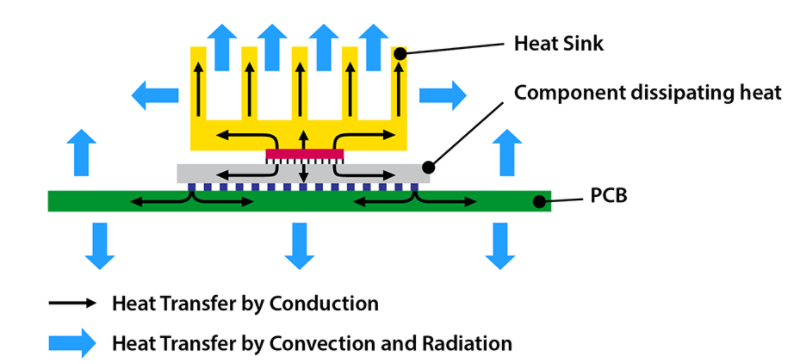 Heat Sink
Component dissipating heat
PCB
Heat Transfer by Conduction
Heat Transfer by Convection and Radiation